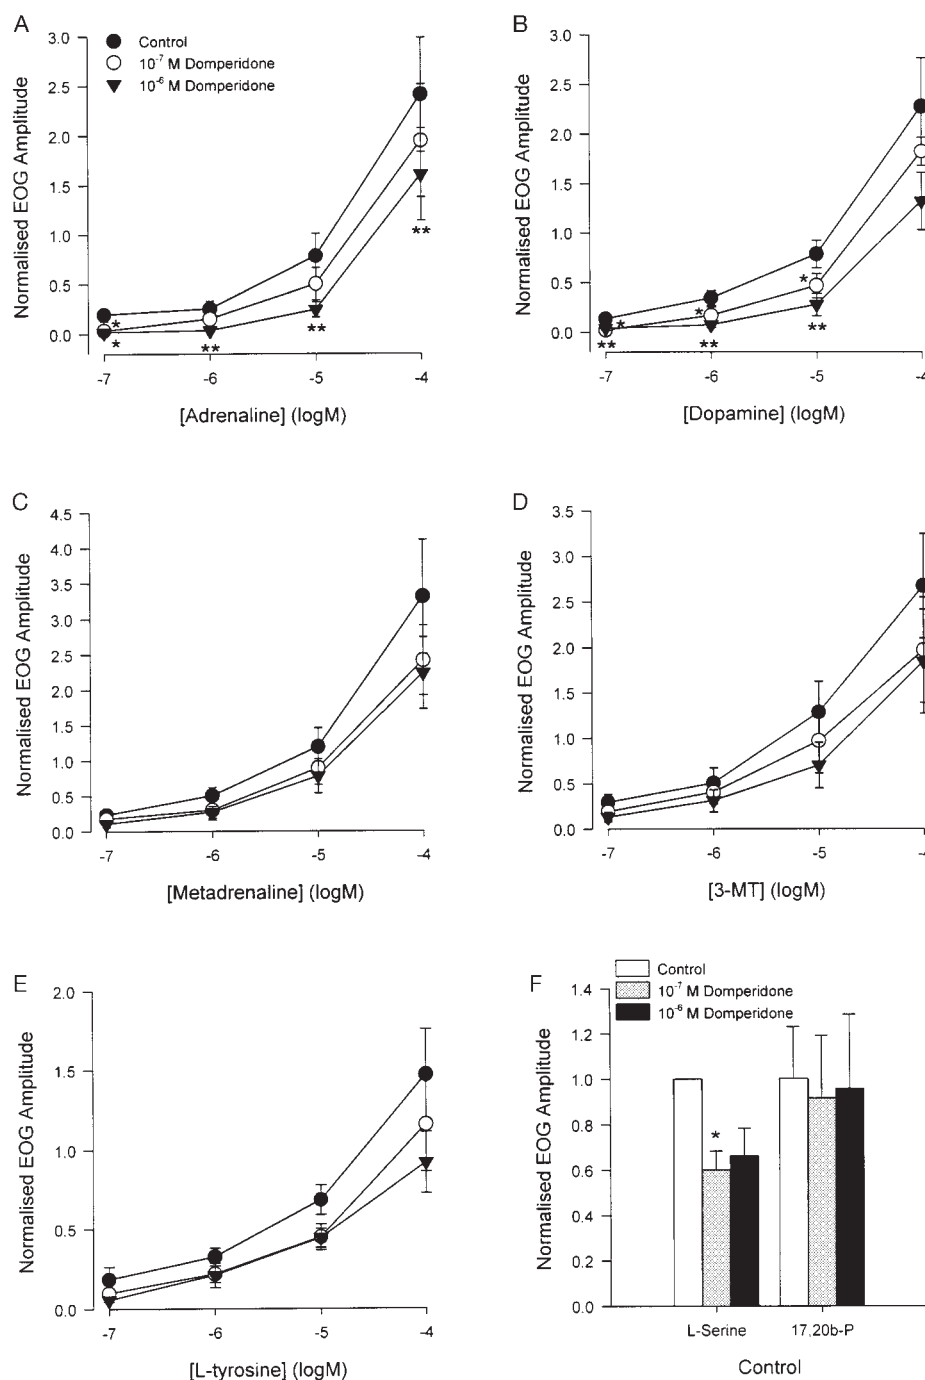 A
B
3.0
2.5
2.0
1.5
1.0
0.5
0.0
Normalised EOG Amplitude
Control
10-7 M Domperidone
10-6 M Domperidone
*
*
**
**
**
-7
-6
-5
-4
[Adrenaline] (logM)
3.0
2.5
2.0
1.5
1.0
0.5
0.0
Normalised EOG Amplitude
*
**
*
**
*
**
-7
-6
-5
-4
[Dopamine] (logM)
C
D
4.5
4.0
3.5
3.0
2.5
2.0
1.5
1.0
0.5
0.0
Normalised EOG Amplitude
-7
-6
-5
-4
[Metadrenaline] (logM)
3.5
3.0
2.5
2.0
1.5
1.0
0.5
0.0
Normalised EOG Amplitude
-7
-6
-5
-4
[3-MT] (logM)
E
F
2.0
1.5
1.0
0.5
0.0
Normalised EOG Amplitude
-7
-6
-5
-4
[L-tyrosine] (logM)
Control
10-7 M Domperidone
10-6 M Domperidone
1.4
1.2
1.0
0.8
0.6
0.4
0.2
0.0
Normalised EOG Amplitude
*
L-Serine
17,20b-P
Control